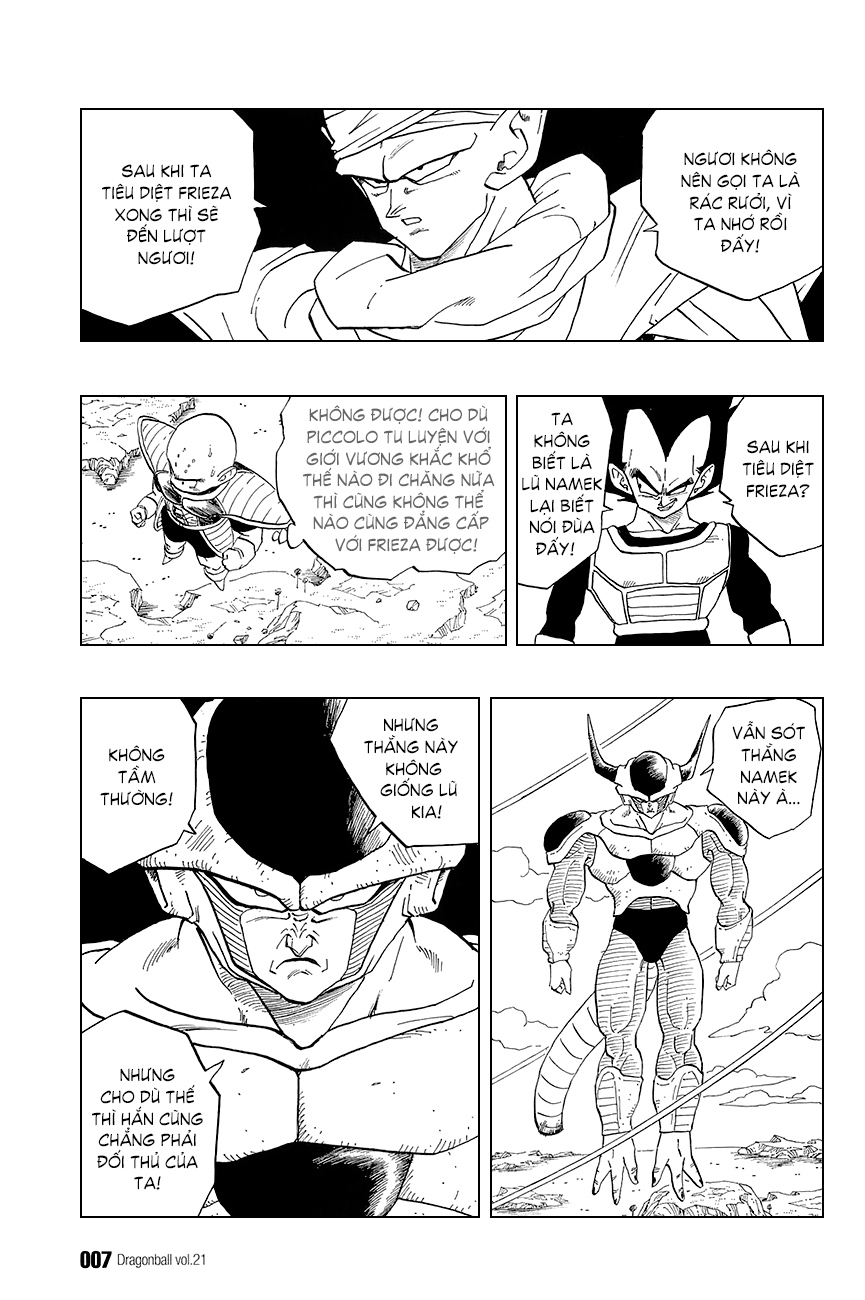 NGƯƠI KHÔNG
NÊN GỌI TA LÀ
RÁC RƯỞI, VÌ
TA NHỚ RỒI
ĐẤY!
SAU KHI TA
TIÊU DIỆT FRIEZA
XONG THÌ SẼ
ĐẾN LƯỢT
NGƯƠI!
SAU KHI
TIÊU DIỆT
FRIEZA?
TA
KHÔNG
BIẾT LÀ
LŨ NAMEK
LẠI BIẾT
NÓI ĐÙA
ĐẤY!
KHÔNG ĐƯỢC! CHO DÙ
PICCOLO TU LUYỆN VỚI
GIỚI VƯƠNG KHẮC KHỔ
THẾ NÀO ĐI CHĂNG NỮA
THÌ CŨNG KHÔNG THỂ
NÀO CÙNG ĐẲNG CẤP
VỚI FRIEZA ĐƯỢC!
VẪN SÓT
THẰNG
NAMEK
NÀY À...
NHƯNG
THẰNG NÀY
KHÔNG
GIỐNG LŨ
KIA!
KHÔNG
TẦM
THƯỜNG!
NHƯNG
CHO DÙ THẾ
THÌ HẮN CŨNG
CHẲNG PHẢI
ĐỐI THỦ CỦA
TA!
007 Dragonball vol.21